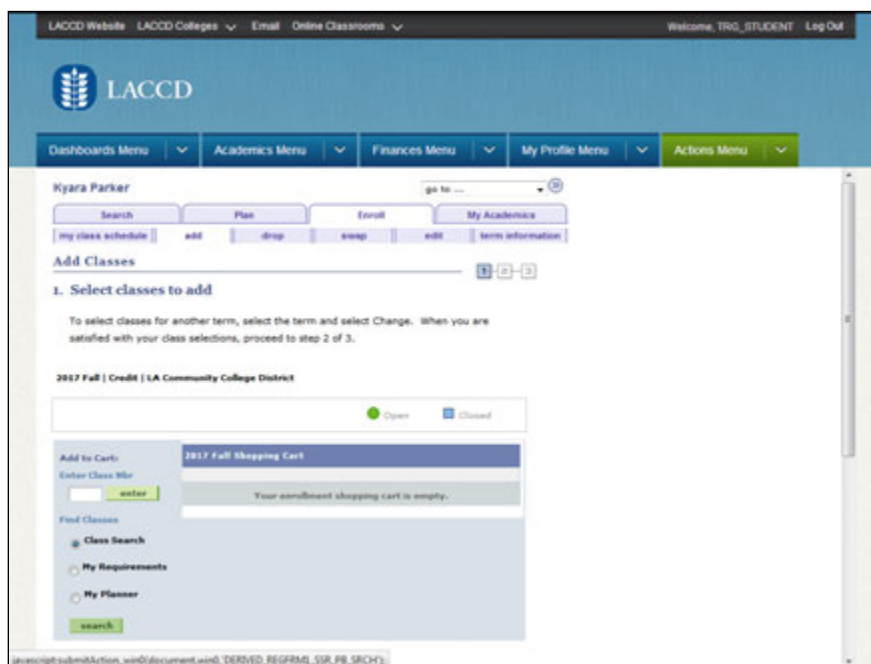 LACCD Website LACCD Colleges Email Online Classrooms Welcome, TRG_STUDENT Log Out
LACCD
Dashboards Menu Academics Menu Finances Menu My Profile Menu Actions Menu
Kyara Parker go to ...
Search Plan Enroll My Academics
my class schedule add drop swap edit term information
Add Classes 1 2 3
1. Select classes to add
To select classes for another term, select the term and select Change. When you are
satisfied with your class selections, proceed to step 2 of 3.
2017 Fall | Credit | LA Community College District
Open Closed
Add to Cart: 2017 Fall Shopping Cart
Enter Class Nbr
enter Your enrollment shopping cart is empty.
Find Classes
Class Search
My Requirements
My Planner
search
javascript:submitAction_win0(document.win0,'DERIVED_REGFRM1_SSR_PB_SRCH');